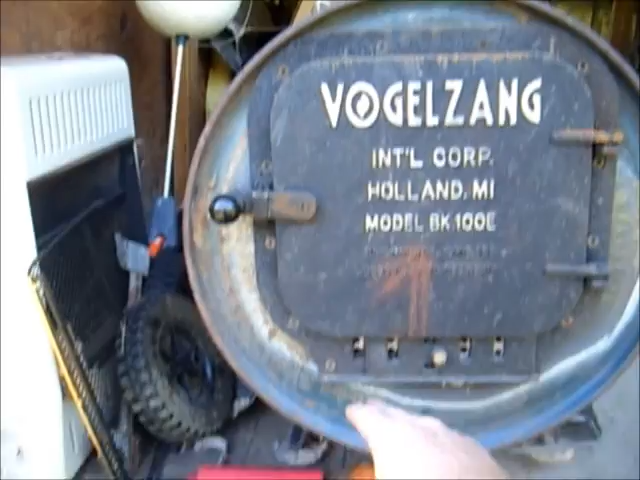 VOGELZANG
INT'L CORP.
HOLLAND, MI
MODEL BK100E